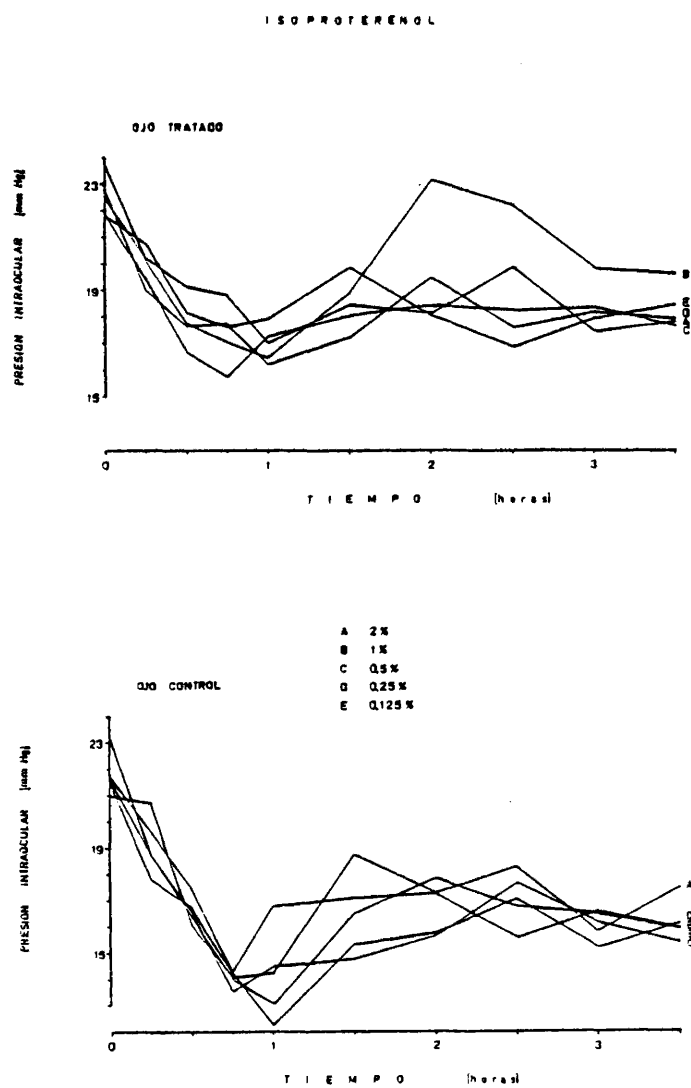 ISOPROTERENOL
OJO TRATADO
PRESION INTRAOCULAR [mm Hg]
23
19
15
B
0 1 2 3
TIEMPO [horas]
A 2%
B 1%
C 0,5%
D 0,25%
E 0,125%
OJO CONTROL
PRESION INTRAOCULAR [mm Hg]
23
19
15
A
0 1 2 3
TIEMPO [horas]